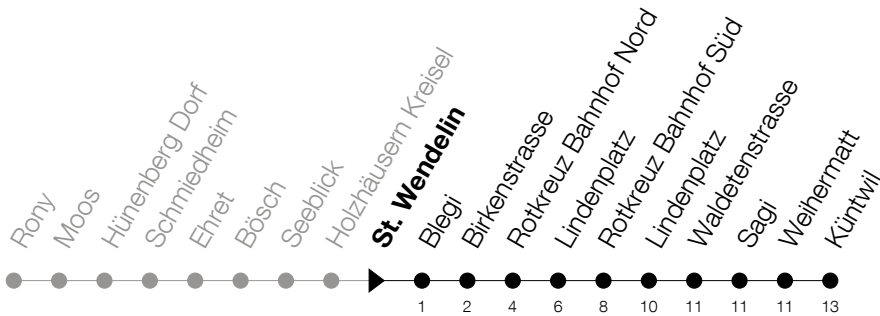 Rony
Moos
Hünenberg Dorf
Schmiedheim
Ehret
Bösch
Seeblick
Holzhäusern Kreisel
St. Wendelin
Blegi
Birkenstrasse
Rotkreuz Bahnhof Nord
Lindenplatz
Rotkreuz Bahnhof Süd
Lindenplatz
Waldetenstrasse
Sagi
Weihermatt
Küntwil
1 2 4 6 8 10 11 11 11 13